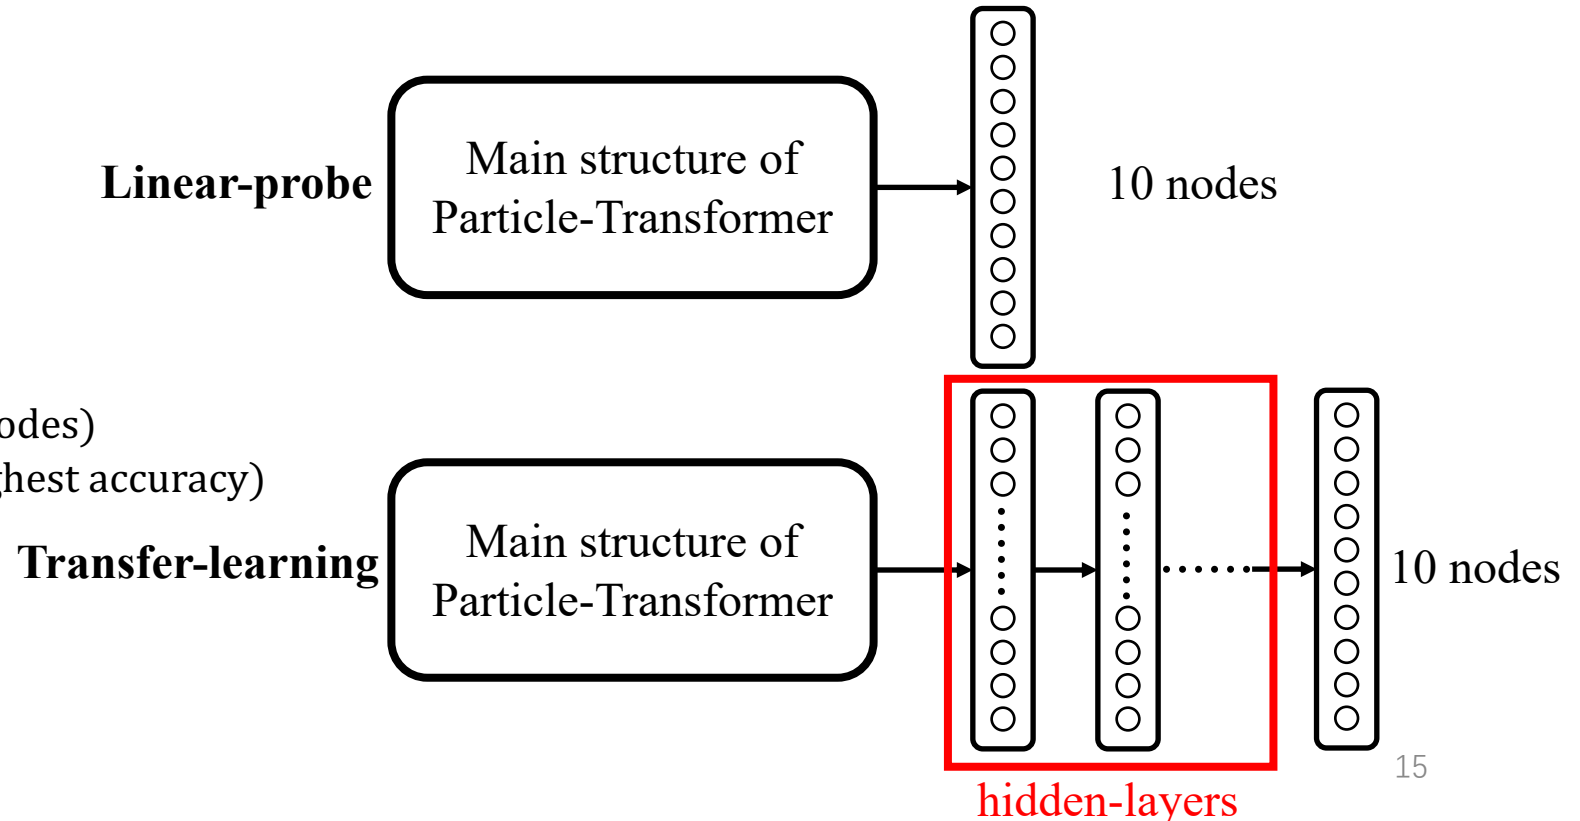 Main structure of
Particle-Transformer
Linear-probe
10 nodes
odes)
ghest accuracy)
Main structure of
Particle-Transformer
Transfer-learning
10 nodes
hidden-layers
15